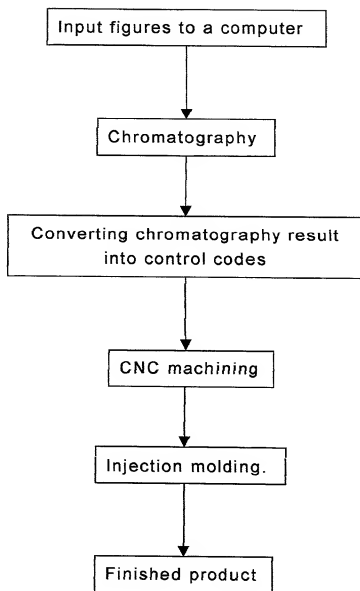 Input figures to a computer
Chromatography
Converting chromatography result
into control codes
CNC machining
Injection molding.
Finished product